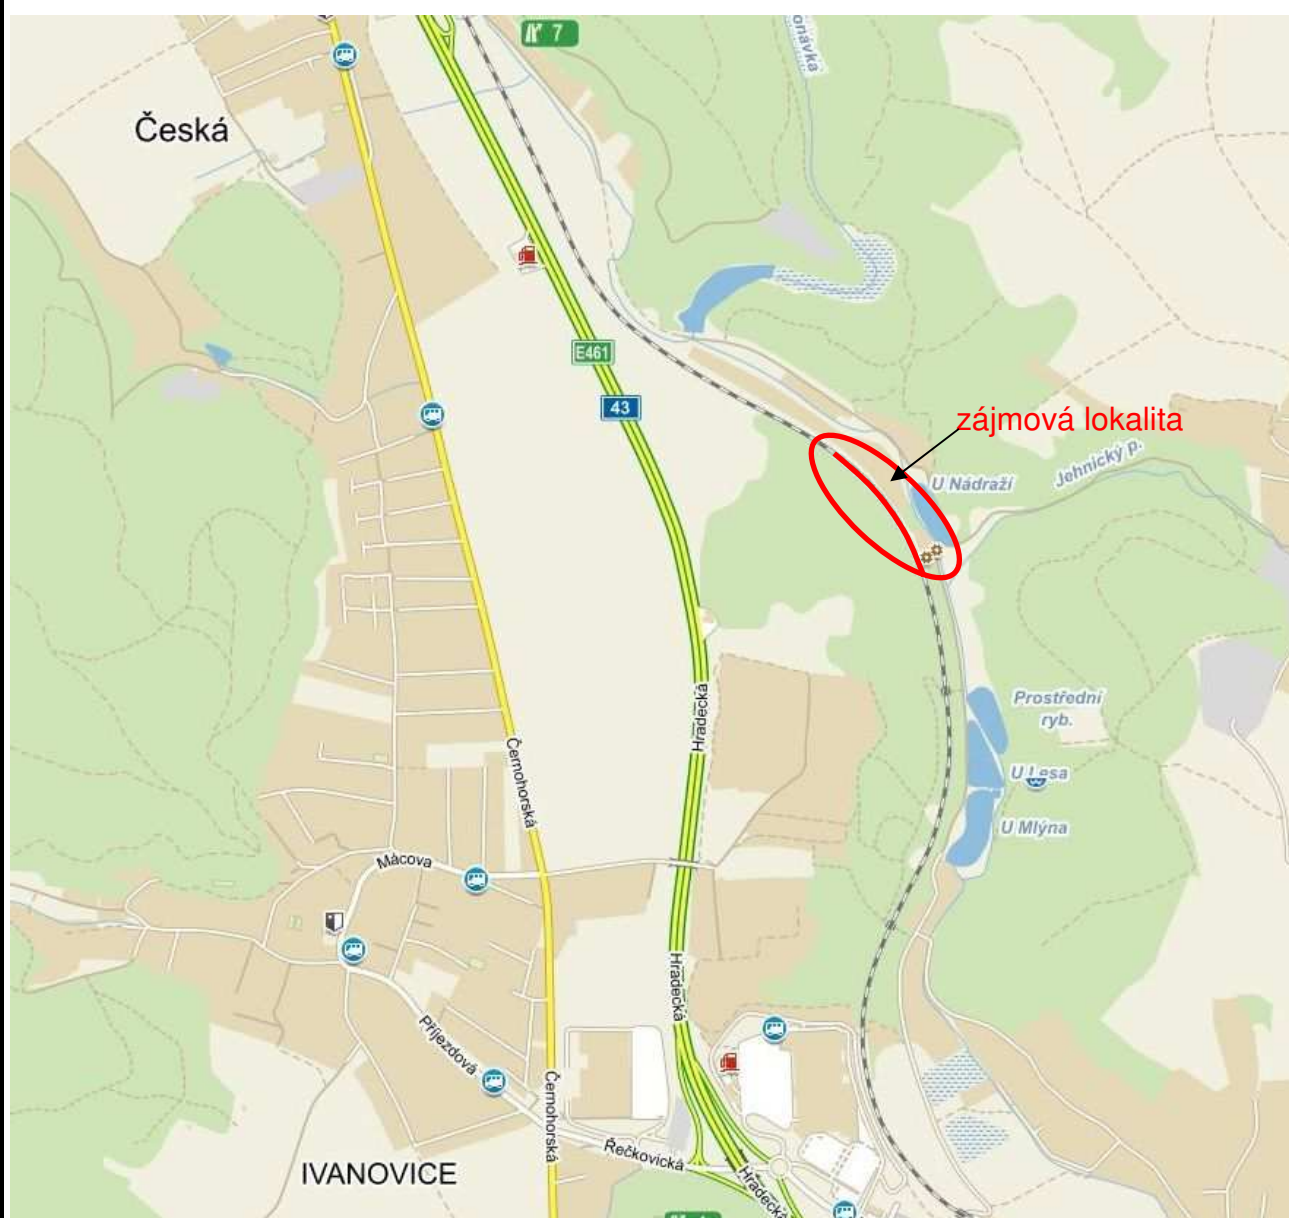 7
onávka
Česká
E461
43
zájmová lokalita
Jehnický p.
U Nádraží
Hradecká
Prostřední
ryb.
Černohorská
U Lesa
U Mlýna
Mácova
Hradecká
Příjezdová
Černohorská
Řečkovická
Hradecká
IVANOVICE